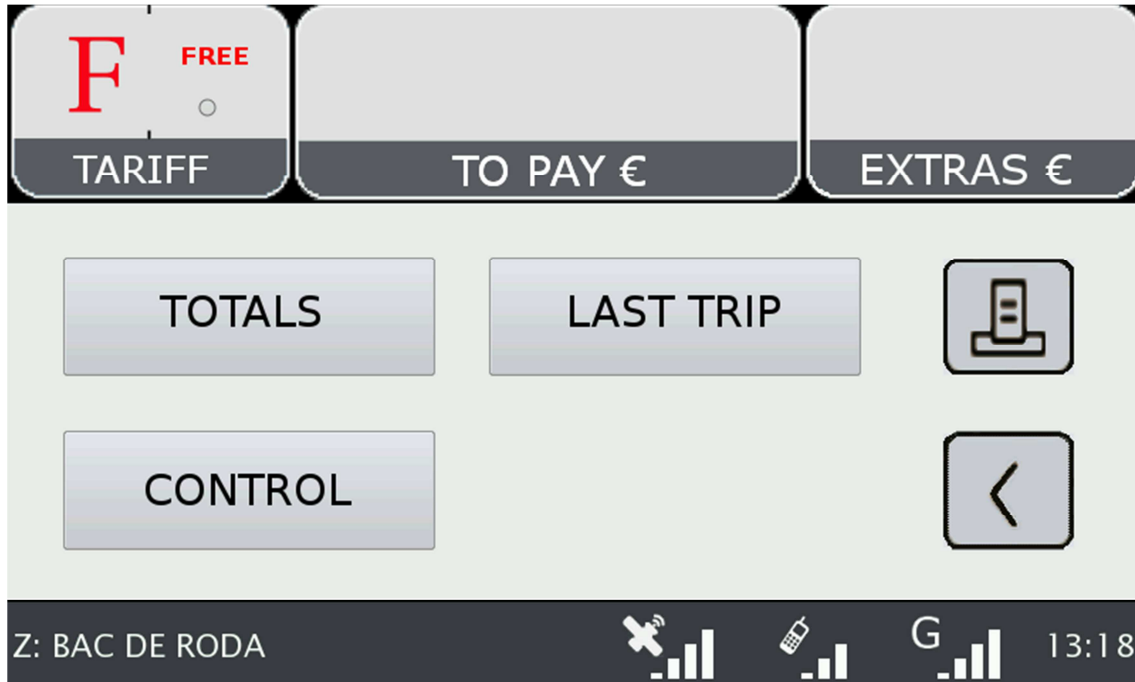 F FREE
TARIFF TO PAY € EXTRAS €
TOTALS LAST TRIP
CONTROL
Z: BAC DE RODA G 13:18